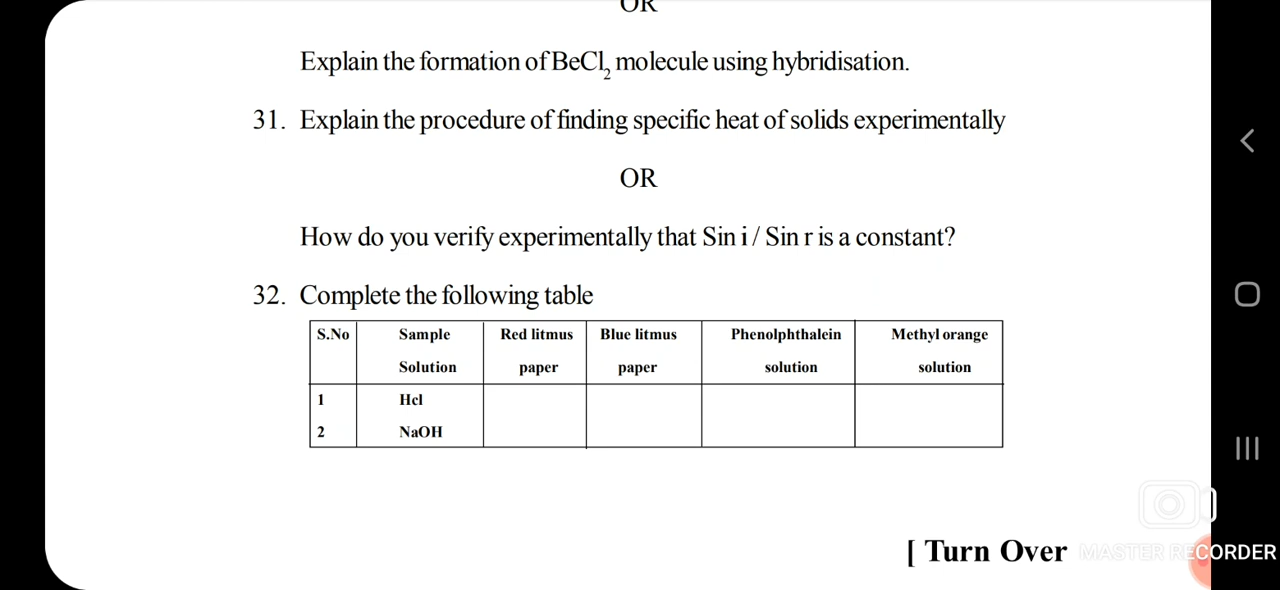 OR
Explain the formation of BeCl₂ molecule using hybridisation.
31. Explain the procedure of finding specific heat of solids experimentally
OR
How do you verify experimentally that Sin i / Sin r is a constant?
32. Complete the following table
S.No Sample Solution Red litmus paper Blue litmus paper Phenolphthalein solution Methyl orange solution
1 Hcl
2 NaOH
[ Turn Over
MASTER RECORDER